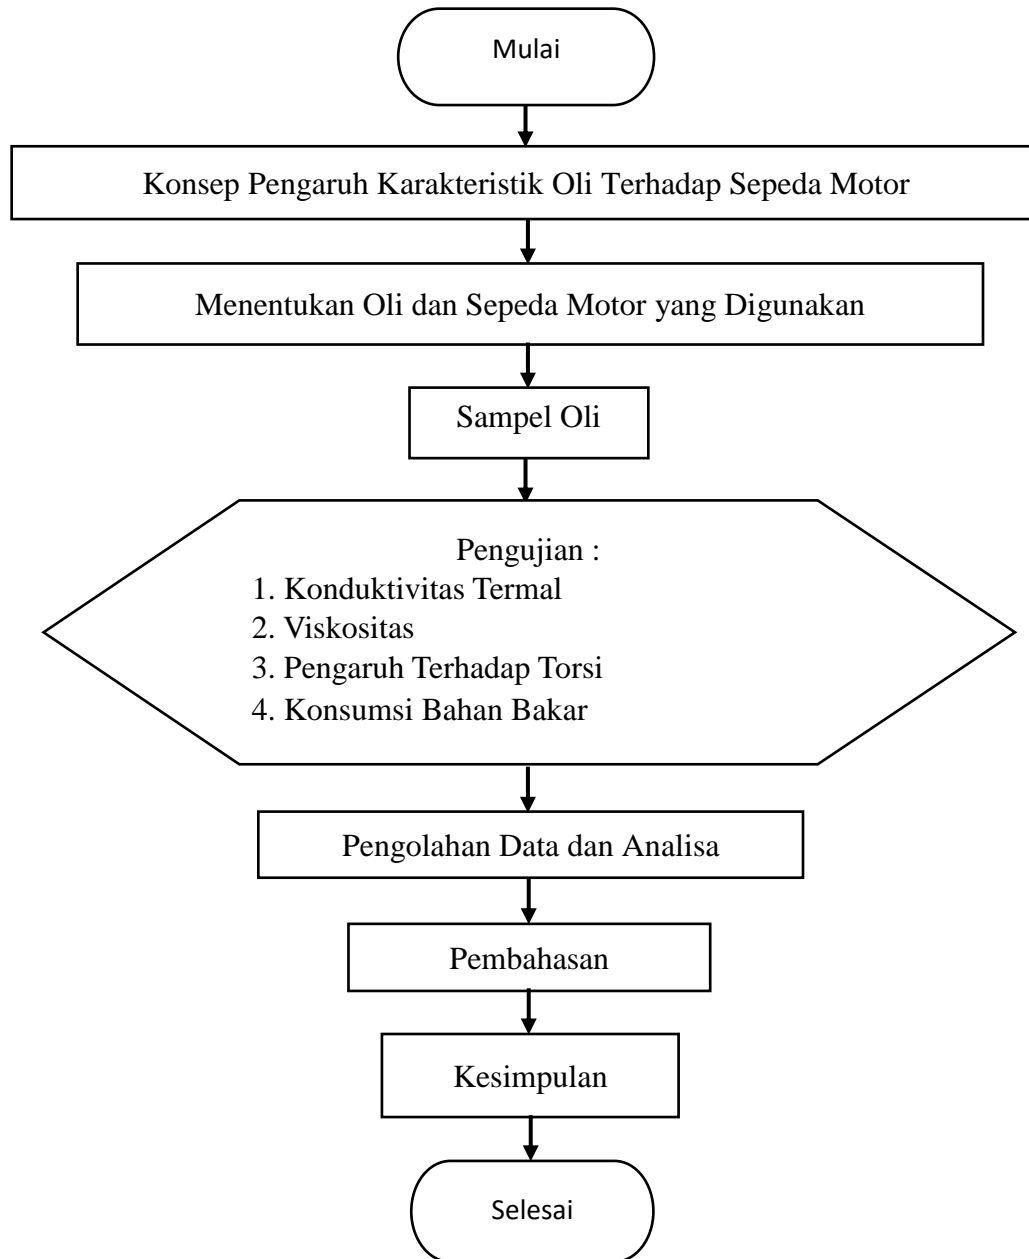 Mulai
Konsep Pengaruh Karakteristik Oli Terhadap Sepeda Motor
Menentukan Oli dan Sepeda Motor yang Digunakan
Sampel Oli
Pengujian :
1. Konduktivitas Termal
2. Viskositas
3. Pengaruh Terhadap Torsi
4. Konsumsi Bahan Bakar
Pengolahan Data dan Analisa
Pembahasan
Kesimpulan
Selesai